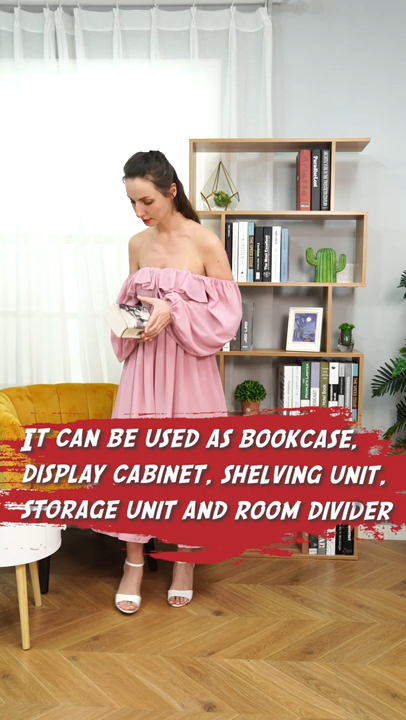 IT CAN BE USED AS BOOKCASE,
DISPLAY CABINET, SHELVING UNIT,
STORAGE UNIT AND ROOM DIVIDER